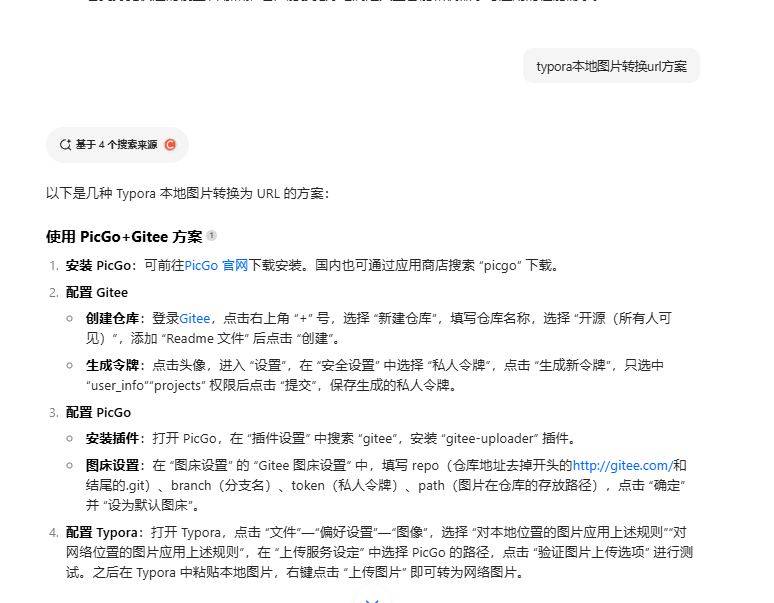 typora本地图片转换url方案
基于 4 个搜索来源
以下是几种 Typora 本地图片转换为 URL 的方案：
使用 PicGo+Gitee 方案 1
1. 安装 PicGo：可前往PicGo 官网下载安装。国内也可通过应用商店搜索 “picgo” 下载。
2. 配置 Gitee
创建仓库：登录Gitee，点击右上角 “+” 号，选择 “新建仓库”，填写仓库名称，选择 “开源（所有人可
见）”，添加 “Readme 文件” 后点击 “创建”。
生成令牌：点击头像，进入 “设置”，在 “安全设置” 中选择 “私人令牌”，点击 “生成新令牌”，只选中
“user_info”“projects” 权限后点击 “提交”，保存生成的私人令牌。
3. 配置 PicGo
安装插件：打开 PicGo，在 “插件设置” 中搜索 “gitee”，安装 “gitee-uploader” 插件。
图床设置：在 “图床设置” 的 “Gitee 图床设置” 中，填写 repo（仓库地址去掉开头的http://gitee.com/和
结尾的.git）、branch（分支名）、token（私人令牌）、path（图片在仓库的存放路径），点击 “确定”
并 “设为默认图床”。
4. 配置 Typora：打开 Typora，点击 “文件”—“偏好设置”—“图像”，选择 “对本地位置的图片应用上述规则”“对
网络位置的图片应用上述规则”，在 “上传服务设定” 中选择 PicGo 的路径，点击 “验证图片上传选项” 进行测
试。之后在 Typora 中粘贴本地图片，右键点击 “上传图片” 即可转为网络图片。